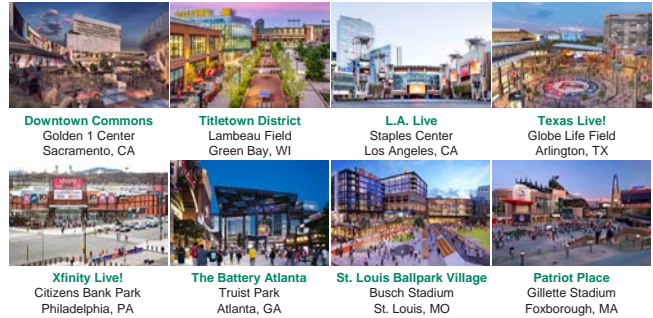 Downtown Commons
Golden 1 Center
Sacramento, CA
Titletown District
Lambeau Field
Green Bay, WI
L.A. Live
Staples Center
Los Angeles, CA
Texas Live!
Globe Life Field
Arlington, TX
Xfinity Live!
Citizens Bank Park
Philadelphia, PA
The Battery Atlanta
Truist Park
Atlanta, GA
St. Louis Ballpark Village
Busch Stadium
St. Louis, MO
Patriot Place
Gillette Stadium
Foxborough, MA